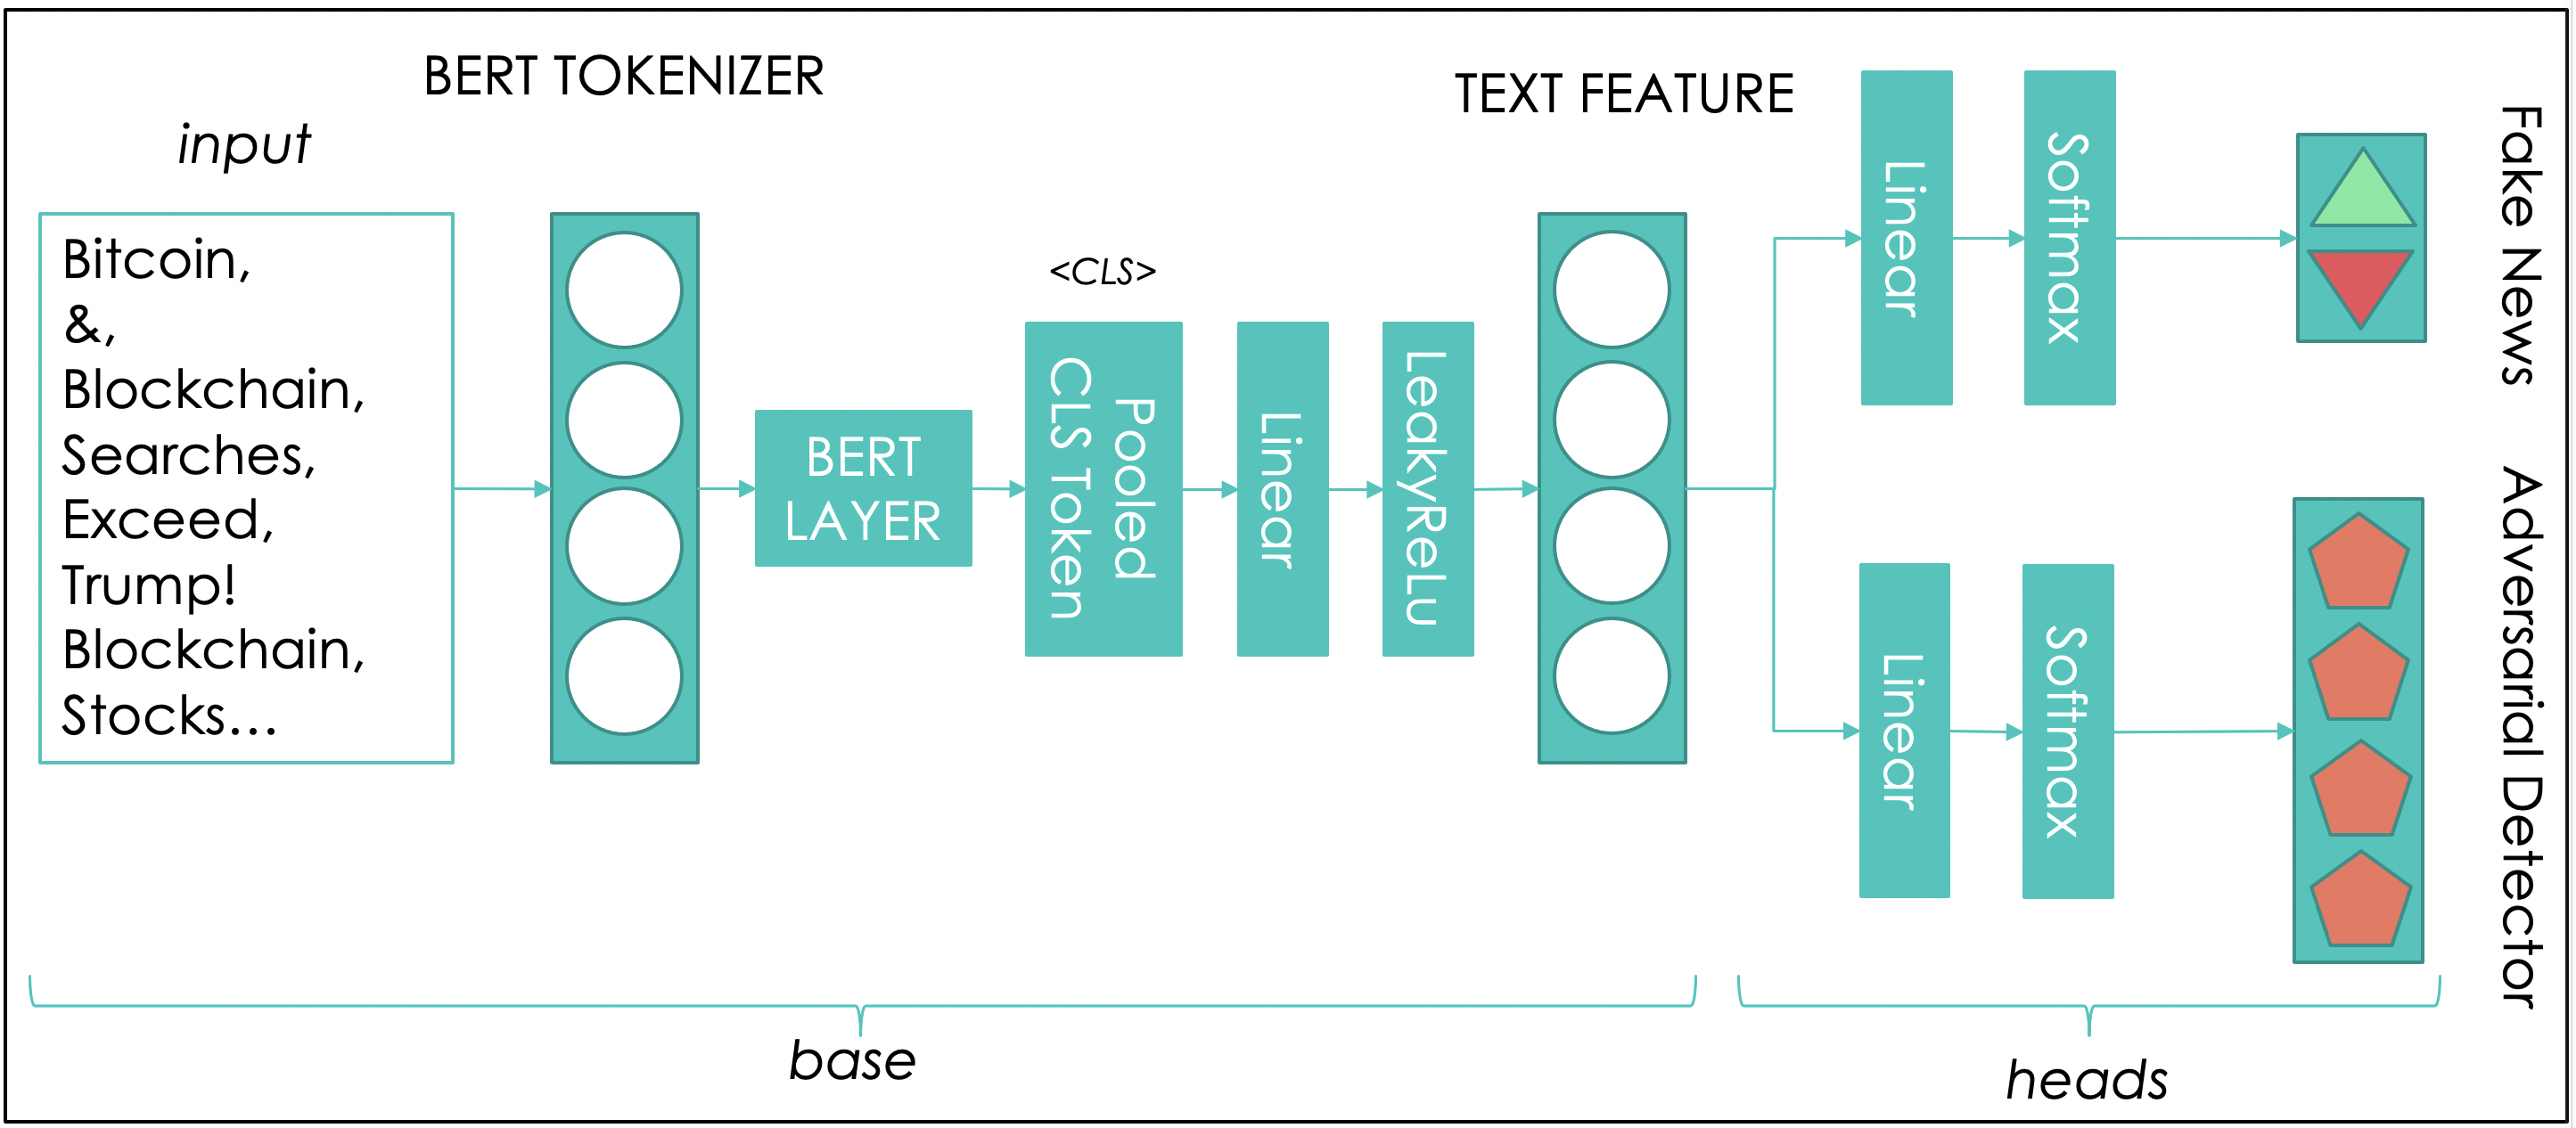 BERT TOKENIZER
input
Bitcoin,
&,
Blockchain,
Searches,
Exceed,
Trump!
Blockchain,
Stocks...
BERT
LAYER
<CLS>
Pooled
CLS Token
Linear
LeakyReLu
TEXT FEATURE
Linear
Softmax
Fake News
Linear
Softmax
Adversarial Detector
base
heads